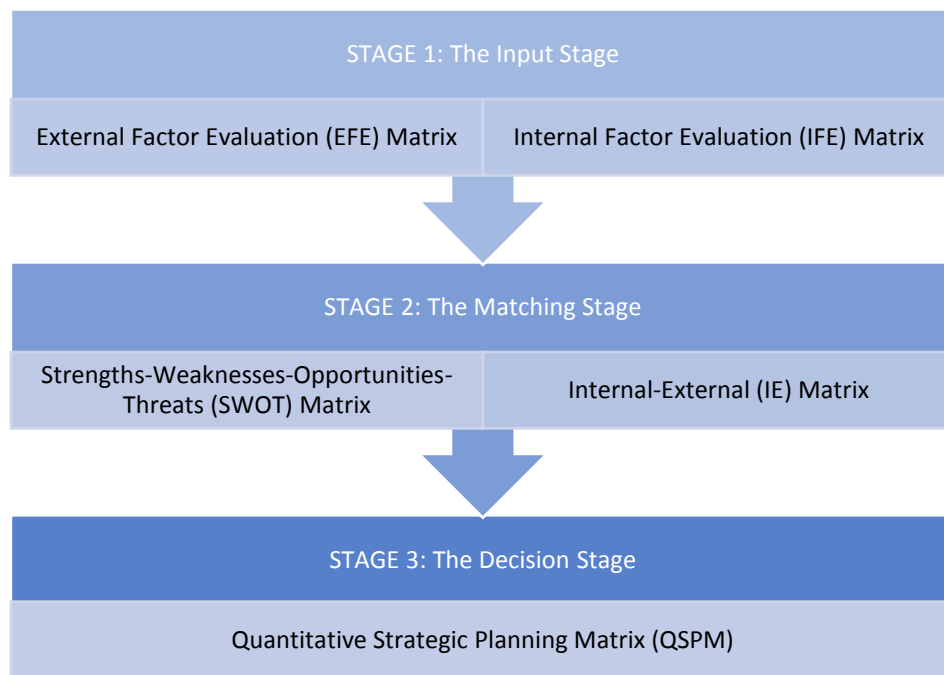 STAGE 1: The Input Stage
External Factor Evaluation (EFE) Matrix
Internal Factor Evaluation (IFE) Matrix
STAGE 2: The Matching Stage
Strengths-Weaknesses-Opportunities-
Threats (SWOT) Matrix
Internal-External (IE) Matrix
STAGE 3: The Decision Stage
Quantitative Strategic Planning Matrix (QSPM)